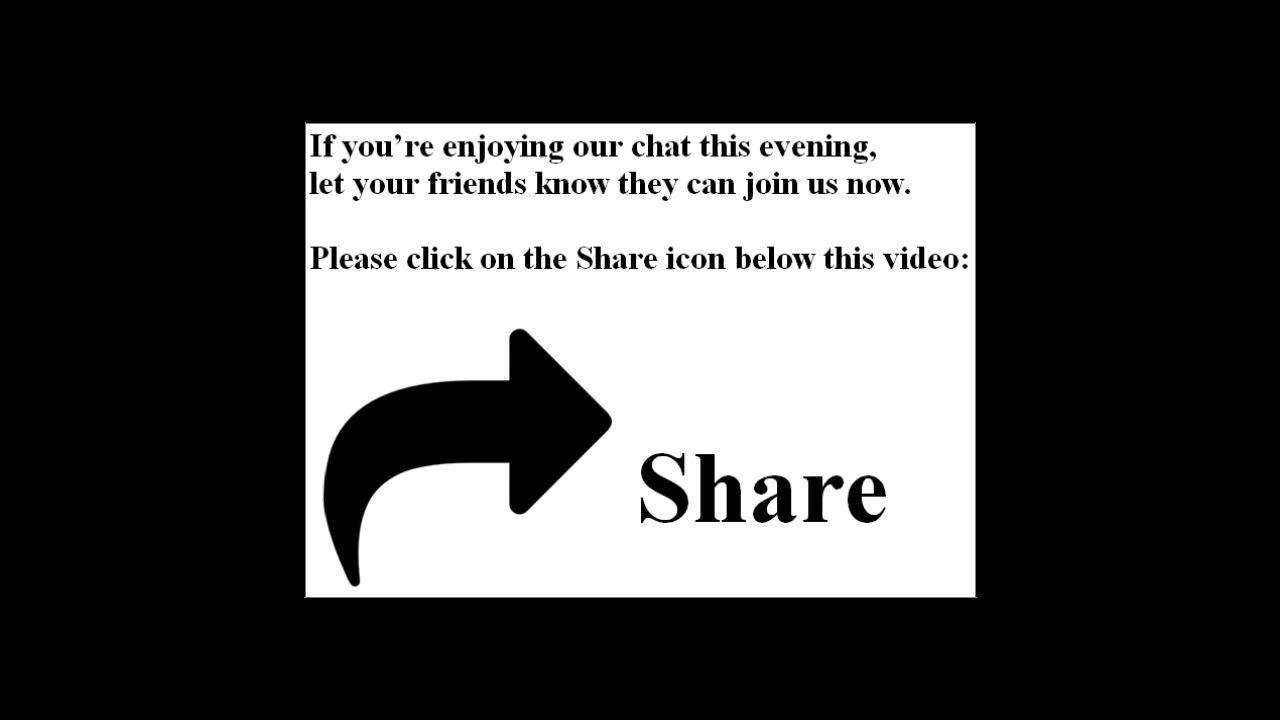 If you’re enjoying our chat this evening,
let your friends know they can join us now.
Please click on the Share icon below this video:
Share